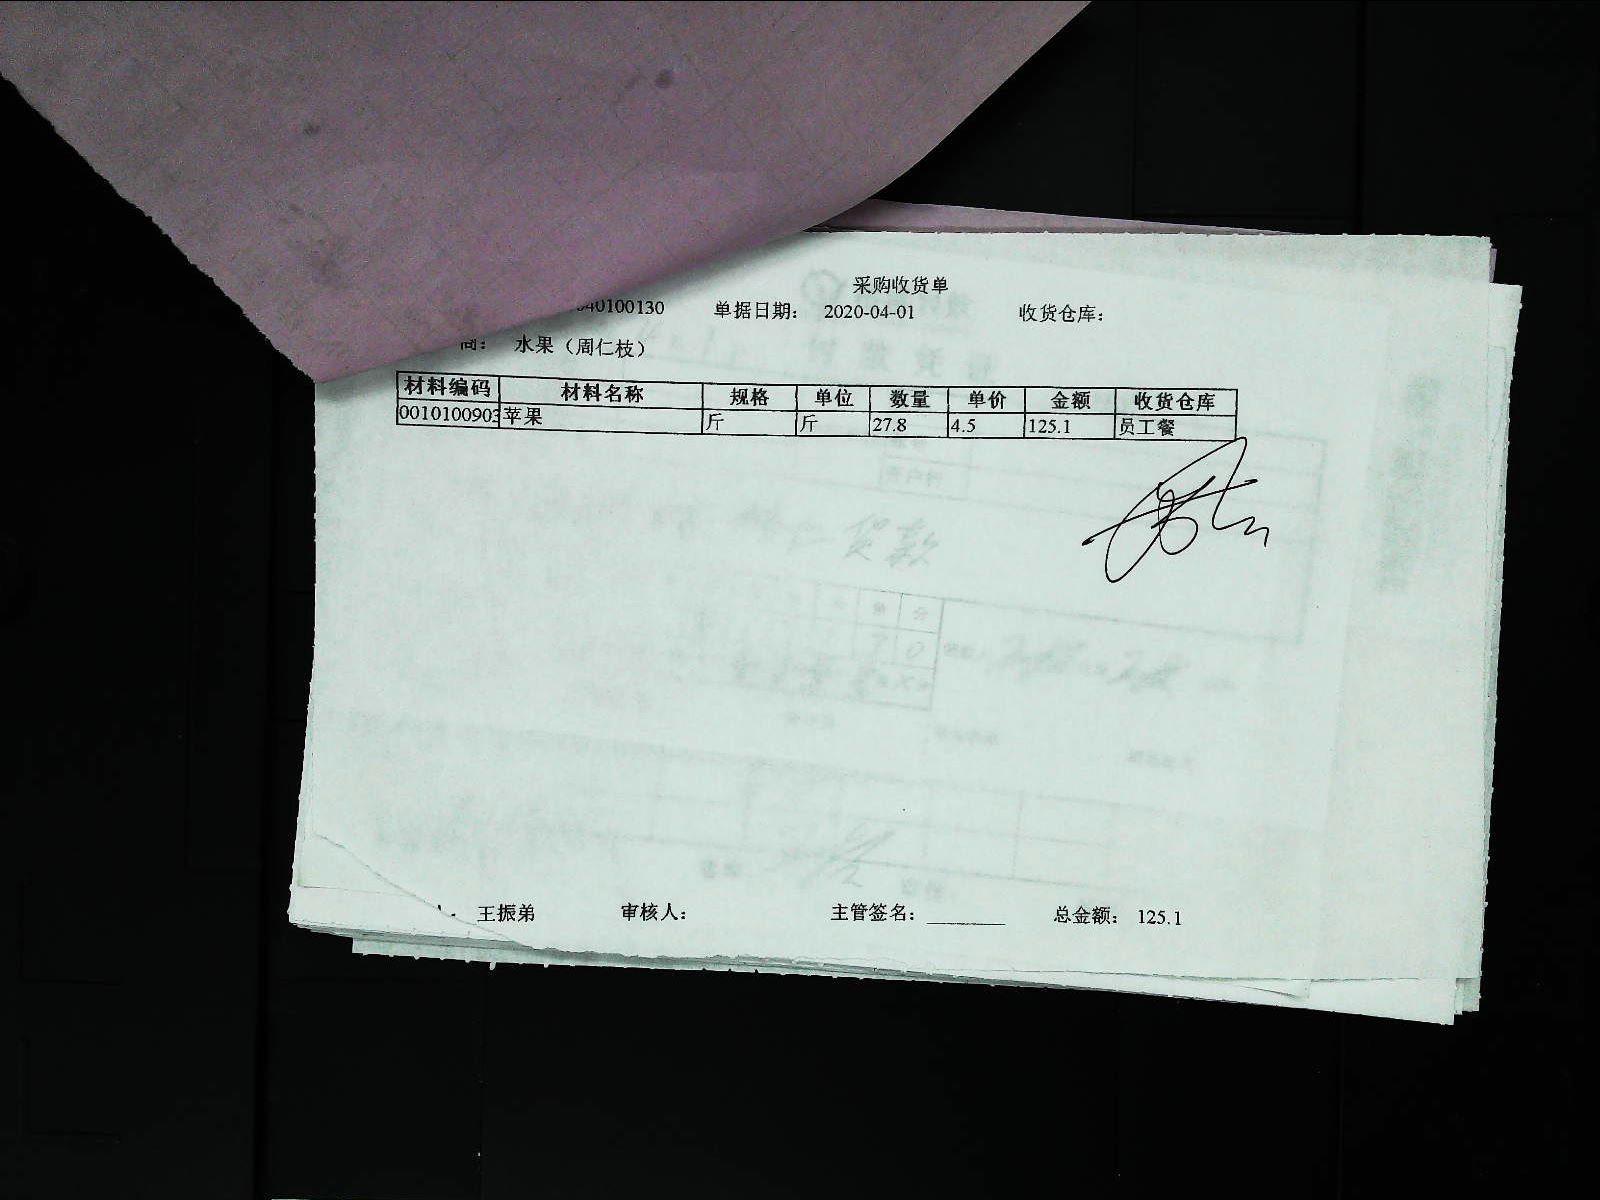 采购收货单
40100130 单据日期: 2020-04-01 收货仓库:
商: 水果（周仁枝）
材料编码 材料名称 规格 单位 数量 单价 金额 收货仓库
0010100903 苹果 斤 斤 27.8 4.5 125.1 员工餐
货款
王振弟 审核人: 主管签名: 总金额: 125.1